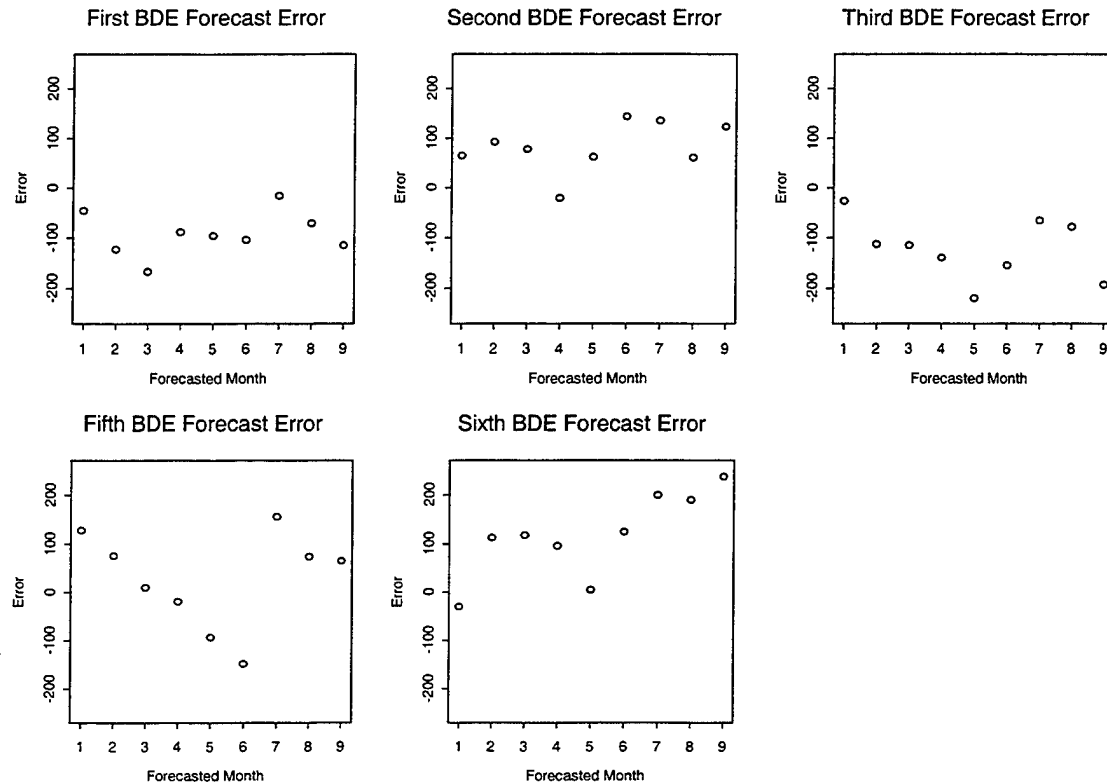 First BDE Forecast Error
Error
200
100
0
-100
-200
1 2 3 4 5 6 7 8 9
Forecasted Month
Second BDE Forecast Error
Error
200
100
0
-100
-200
1 2 3 4 5 6 7 8 9
Forecasted Month
Third BDE Forecast Error
Error
200
100
0
-100
-200
1 2 3 4 5 6 7 8 9
Forecasted Month
Fifth BDE Forecast Error
Error
200
100
0
-100
-200
1 2 3 4 5 6 7 8 9
Forecasted Month
Sixth BDE Forecast Error
Error
200
100
0
-100
-200
1 2 3 4 5 6 7 8 9
Forecasted Month